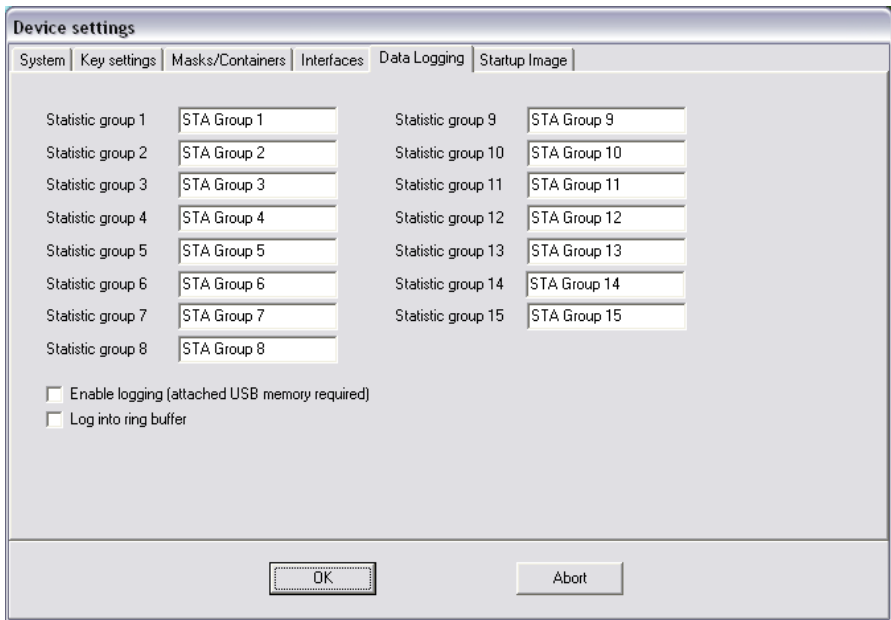 Device settings
System Key settings Masks/Containers Interfaces Data Logging Startup Image
Statistic group 1 STA Group 1 Statistic group 9 STA Group 9
Statistic group 2 STA Group 2 Statistic group 10 STA Group 10
Statistic group 3 STA Group 3 Statistic group 11 STA Group 11
Statistic group 4 STA Group 4 Statistic group 12 STA Group 12
Statistic group 5 STA Group 5 Statistic group 13 STA Group 13
Statistic group 6 STA Group 6 Statistic group 14 STA Group 14
Statistic group 7 STA Group 7 Statistic group 15 STA Group 15
Statistic group 8 STA Group 8
Enable logging (attached USB memory required)
Log into ring buffer
OK Abort